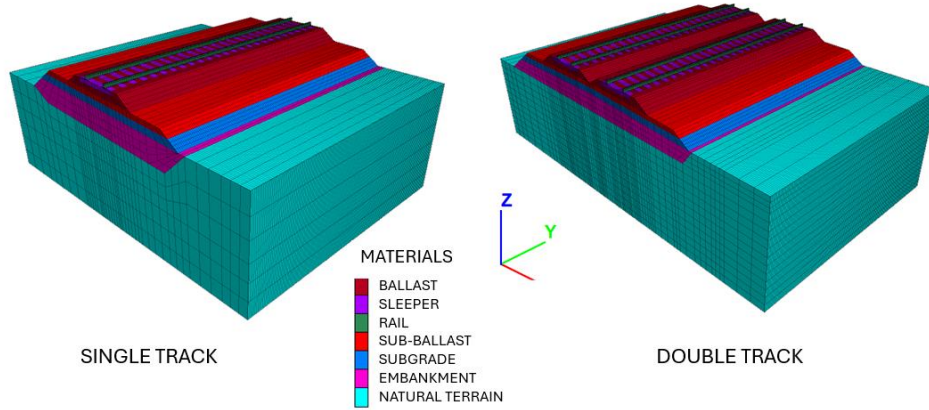 Z
Y
MATERIALS
BALLAST
SLEEPER
RAIL
SUB-BALLAST
SUBGRADE
EMBANKMENT
NATURAL TERRAIN
SINGLE TRACK
DOUBLE TRACK